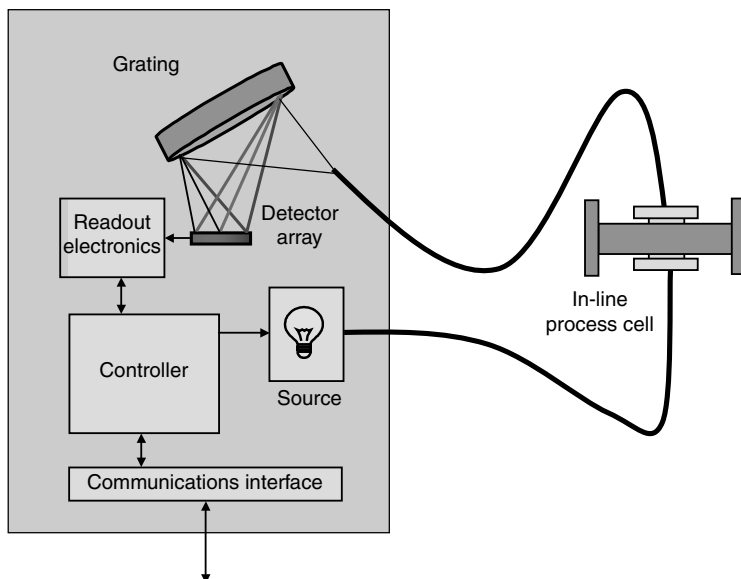 Grating
Readout
electronics
Detector
array
In-line
process cell
Controller
Source
Communications interface